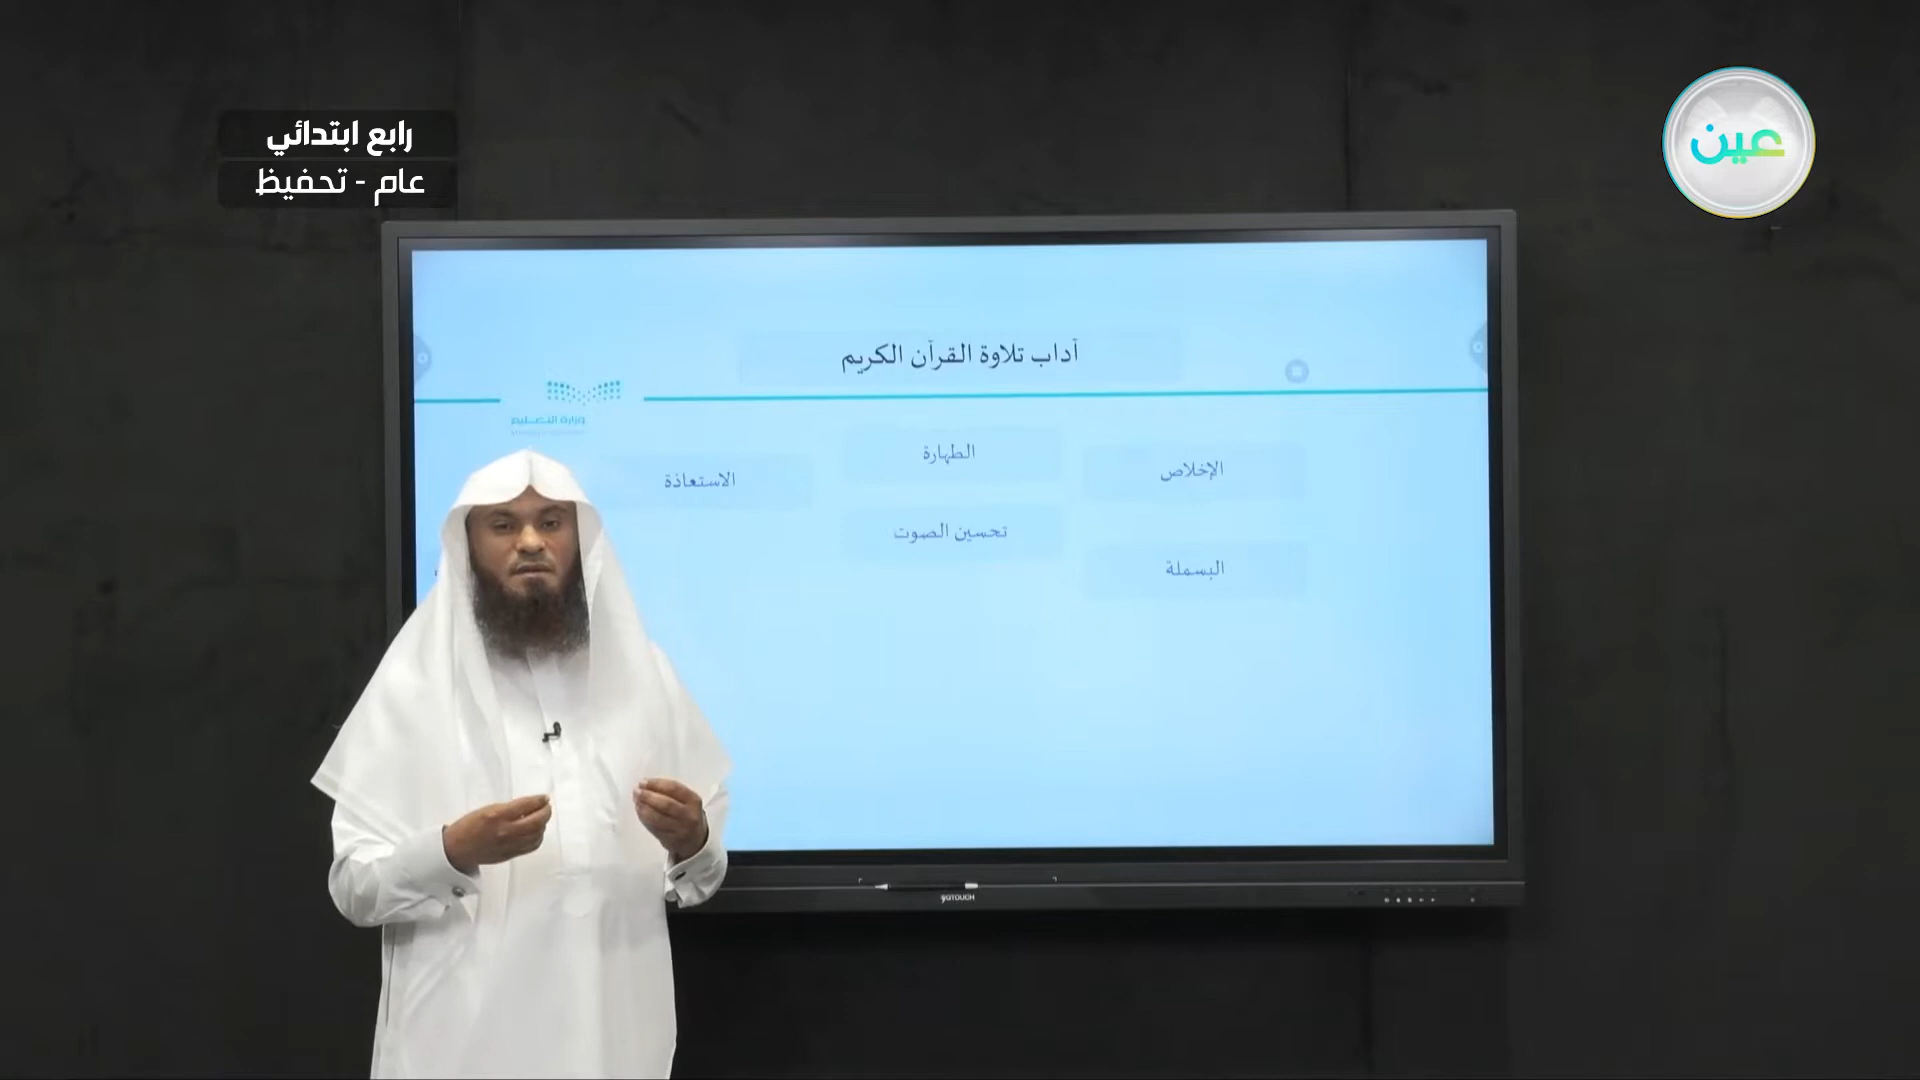 رابع ابتدائي
عام - تحفيظ
عين
آداب تلاوة القرآن الكريم
وزارة التعليم
الإخلاص
الطهارة
الاستعاذة
البسملة
تحسين الصوت